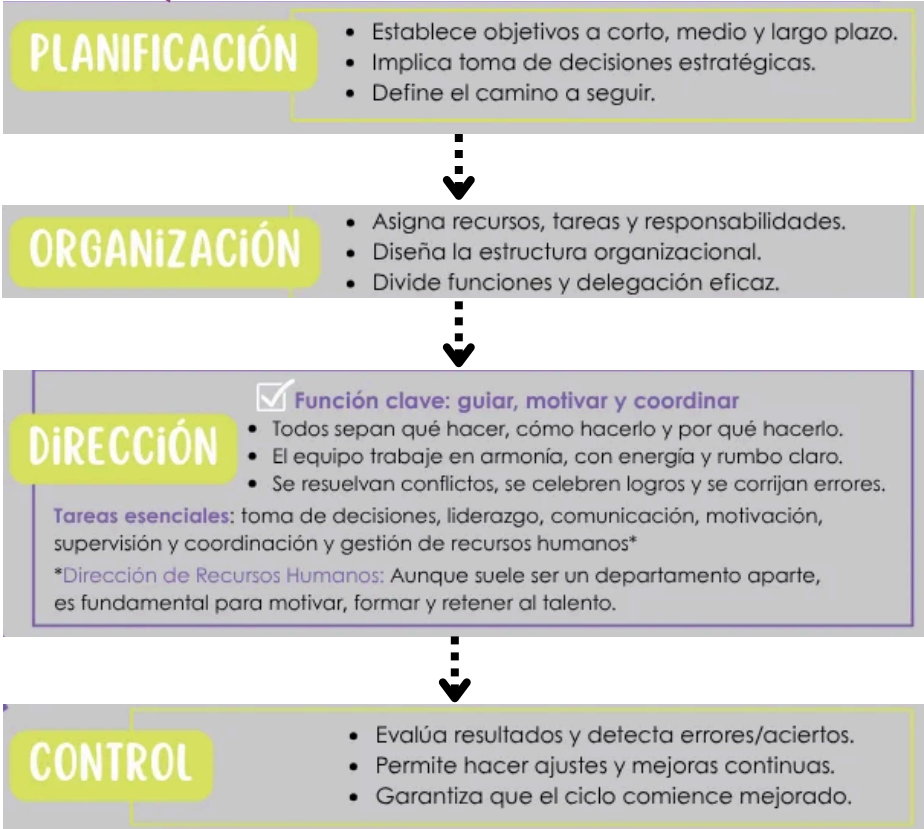 PLANIFICACIÓN
• Establece objetivos a corto, medio y largo plazo.
• Implica toma de decisiones estratégicas.
• Define el camino a seguir.
ORGANIZACIÓN
• Asigna recursos, tareas y responsabilidades.
• Diseña la estructura organizacional.
• Divide funciones y delegación eficaz.
Función clave: guiar, motivar y coordinar
DIRECCIÓN
• Todos sepan qué hacer, cómo hacerlo y por qué hacerlo.
• El equipo trabaje en armonía, con energía y rumbo claro.
• Se resuelvan conflictos, se celebren logros y se corrijan errores.
Tareas esenciales: toma de decisiones, liderazgo, comunicación, motivación,
supervisión y coordinación y gestión de recursos humanos*
*Dirección de Recursos Humanos: Aunque suele ser un departamento aparte,
es fundamental para motivar, formar y retener al talento.
CONTROL
• Evalúa resultados y detecta errores/aciertos.
• Permite hacer ajustes y mejoras continuas.
• Garantiza que el ciclo comience mejorado.